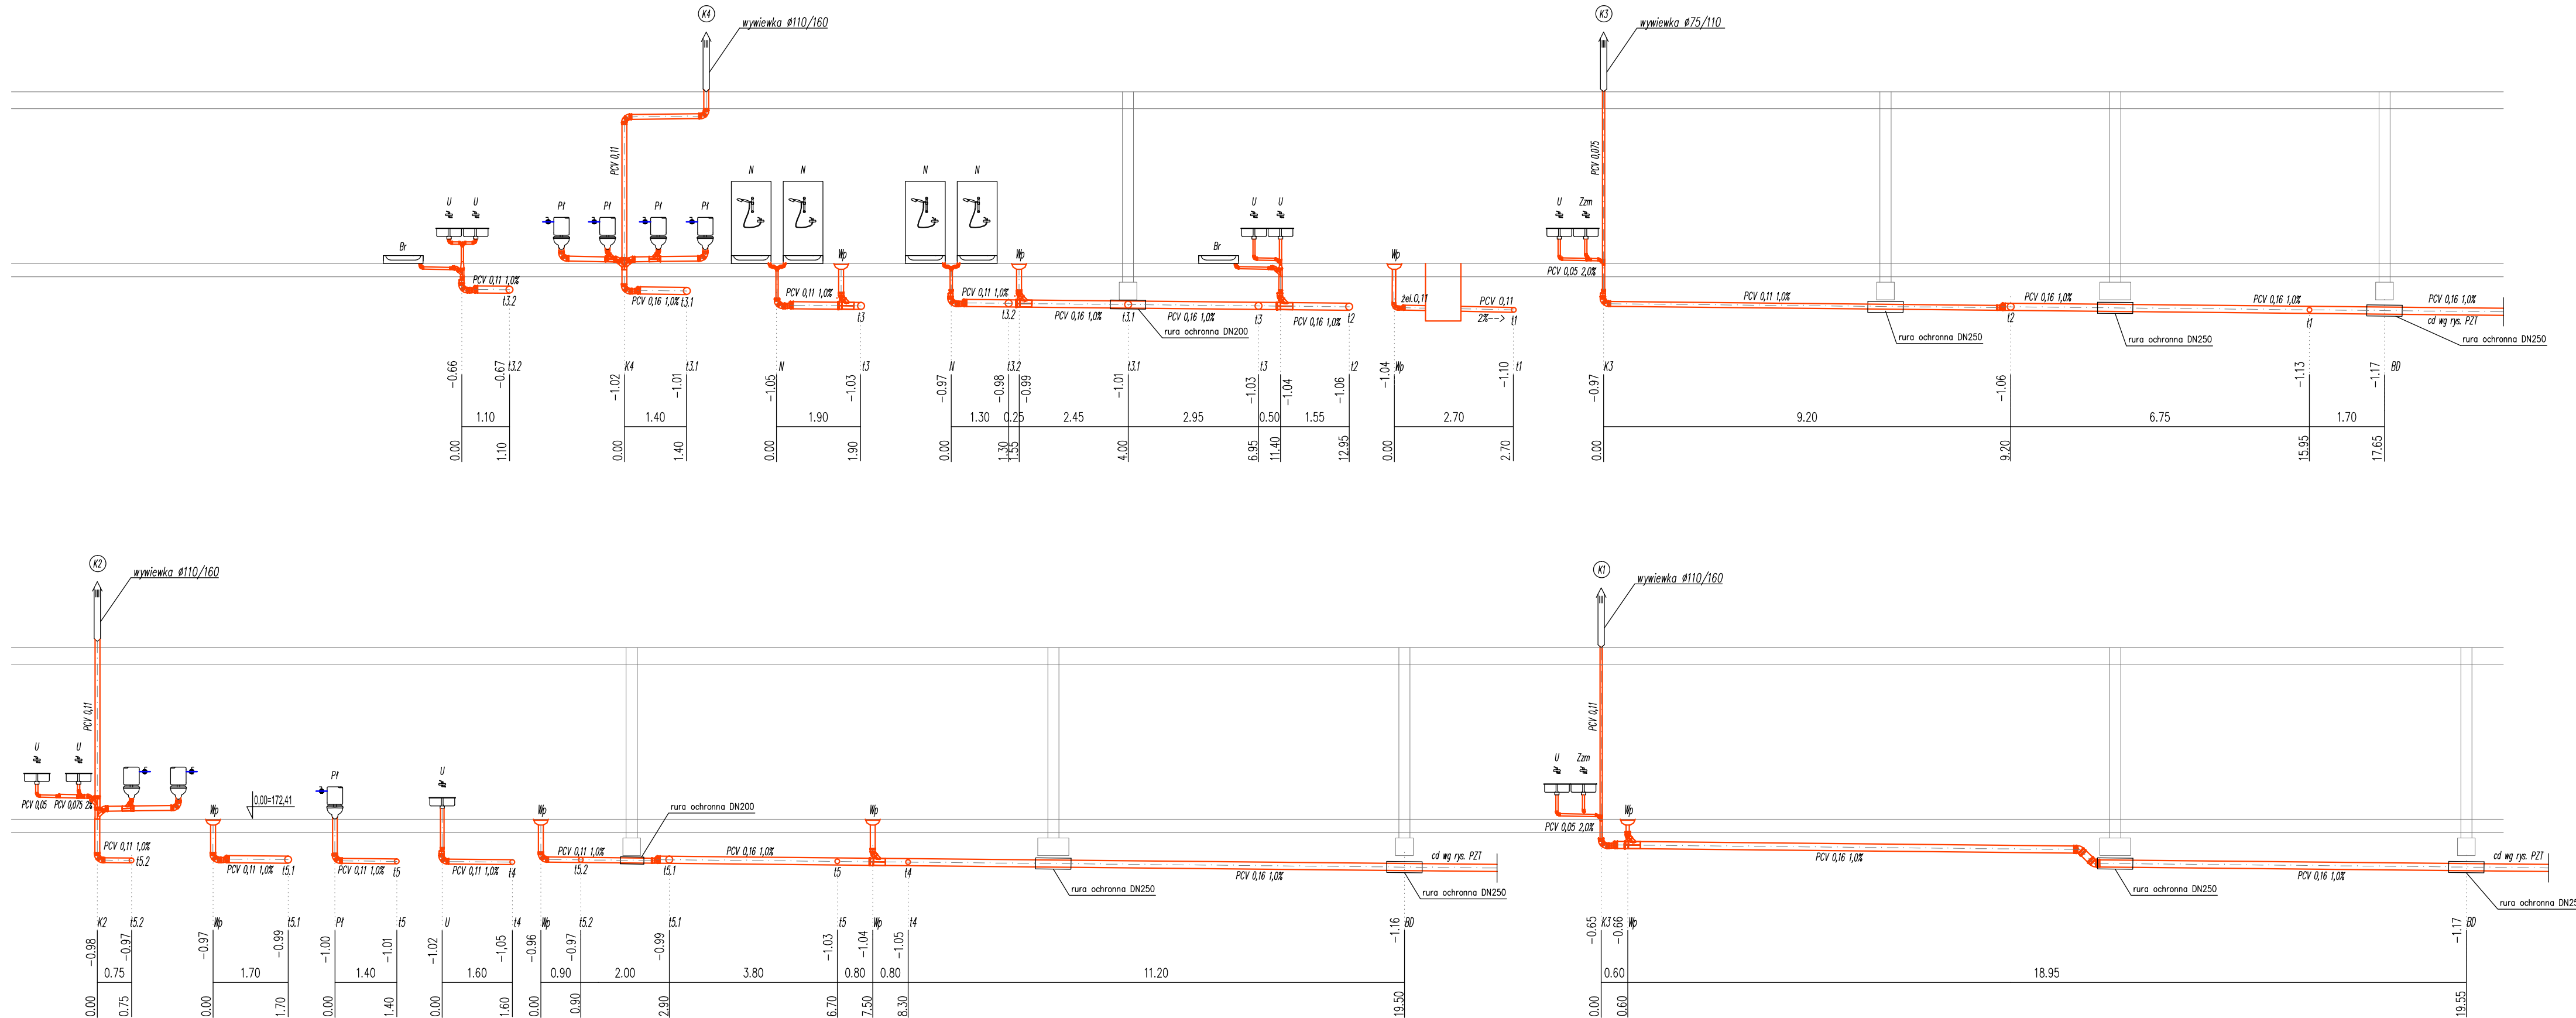 K4
wywiewka ø110/160
K3
wywiewka ø75/110
PCV 0,11
PCV 0,075
N N
N N
U U
Pł Pł Pł Pł
U U
U Zzm
Br
Wp
Wp
Br
Wp
PCV 0,11 1,0%
t3.2
PCV 0,16 1,0%
t3.1
PCV 0,11 1,0%
t3
PCV 0,11 1,0%
t3.2
PCV 0,16 1,0%
t3.1
PCV 0,16 1,0%
t3
PCV 0,16 1,0%
t2
rura ochronna DN200
żel.0,11
PCV 0,11
2%-->
t1
PCV 0,05 2,0%
PCV 0,11 1,0%
rura ochronna DN250
t2
PCV 0,16 1,0%
rura ochronna DN250
PCV 0,16 1,0%
t1
PCV 0,16 1,0%
cd wg rys. PZT
rura ochronna DN250
-0.66
-0.67
t3.2
1.10
0.00
1.10
-1.02
K4
-1.01
t3.1
1.40
0.00
1.40
-1.05
N
-1.03
t3
1.90
0.00
1.90
-0.97
N
-0.98
t3.2
-0.99
-1.01
t3.1
-1.03
t3
-1.04
-1.06
t2
1.30 0.25 2.45 2.95 0.50 1.55
0.00 1.30 1.55 4.00 6.95 11.40 12.95
-1.04
Wp
-1.10
t1
2.70
0.00
2.70
-0.97
K3
-1.06
-1.13
-1.17
BD
9.20 6.75 1.70
0.00 9.20 15.95 17.65
K2
wywiewka ø110/160
K1
wywiewka ø110/160
PCV 0,11
PCV 0,11
U U
PCV 0,05
PCV 0,075 2%
PCV 0,11 1,0%
t5.2
Wp
0,00=172,41
PCV 0,11 1,0%
t5.1
Pł
PCV 0,11 1,0%
t5
U
PCV 0,11 1,0%
t4
Wp
PCV 0,11 1,0%
t5.2
rura ochronna DN200
t5.1
PCV 0,16 1,0%
t5
Wp
t4
rura ochronna DN250
PCV 0,16 1,0%
cd wg rys. PZT
rura ochronna DN250
U Zzm
PCV 0,05 2,0%
Wp
PCV 0,16 1,0%
rura ochronna DN250
PCV 0,16 1,0%
cd wg rys. PZT
rura ochronna DN25
-0.98
K2
-0.97
t5.2
0.75
0.00
0.75
-0.97
Wp
-0.99
t5.1
1.70
0.00
1.70
-1.00
Pł
-1.01
t5
1.40
0.00
1.40
-1.02
U
-1.05
t4
1.60
0.00
1.60
-0.96
Wp
-0.97
t5.2
-0.99
t5.1
-1.03
t5
-1.04
Wp
-1.05
t4
-1.16
BD
0.90 2.00 3.80 0.80 0.80 11.20
0.00 0.90 2.90 6.70 7.50 8.30 19.50
-0.65
K3
-0.66
Wp
-1.17
BD
0.60 18.95
0.00 0.60 19.55